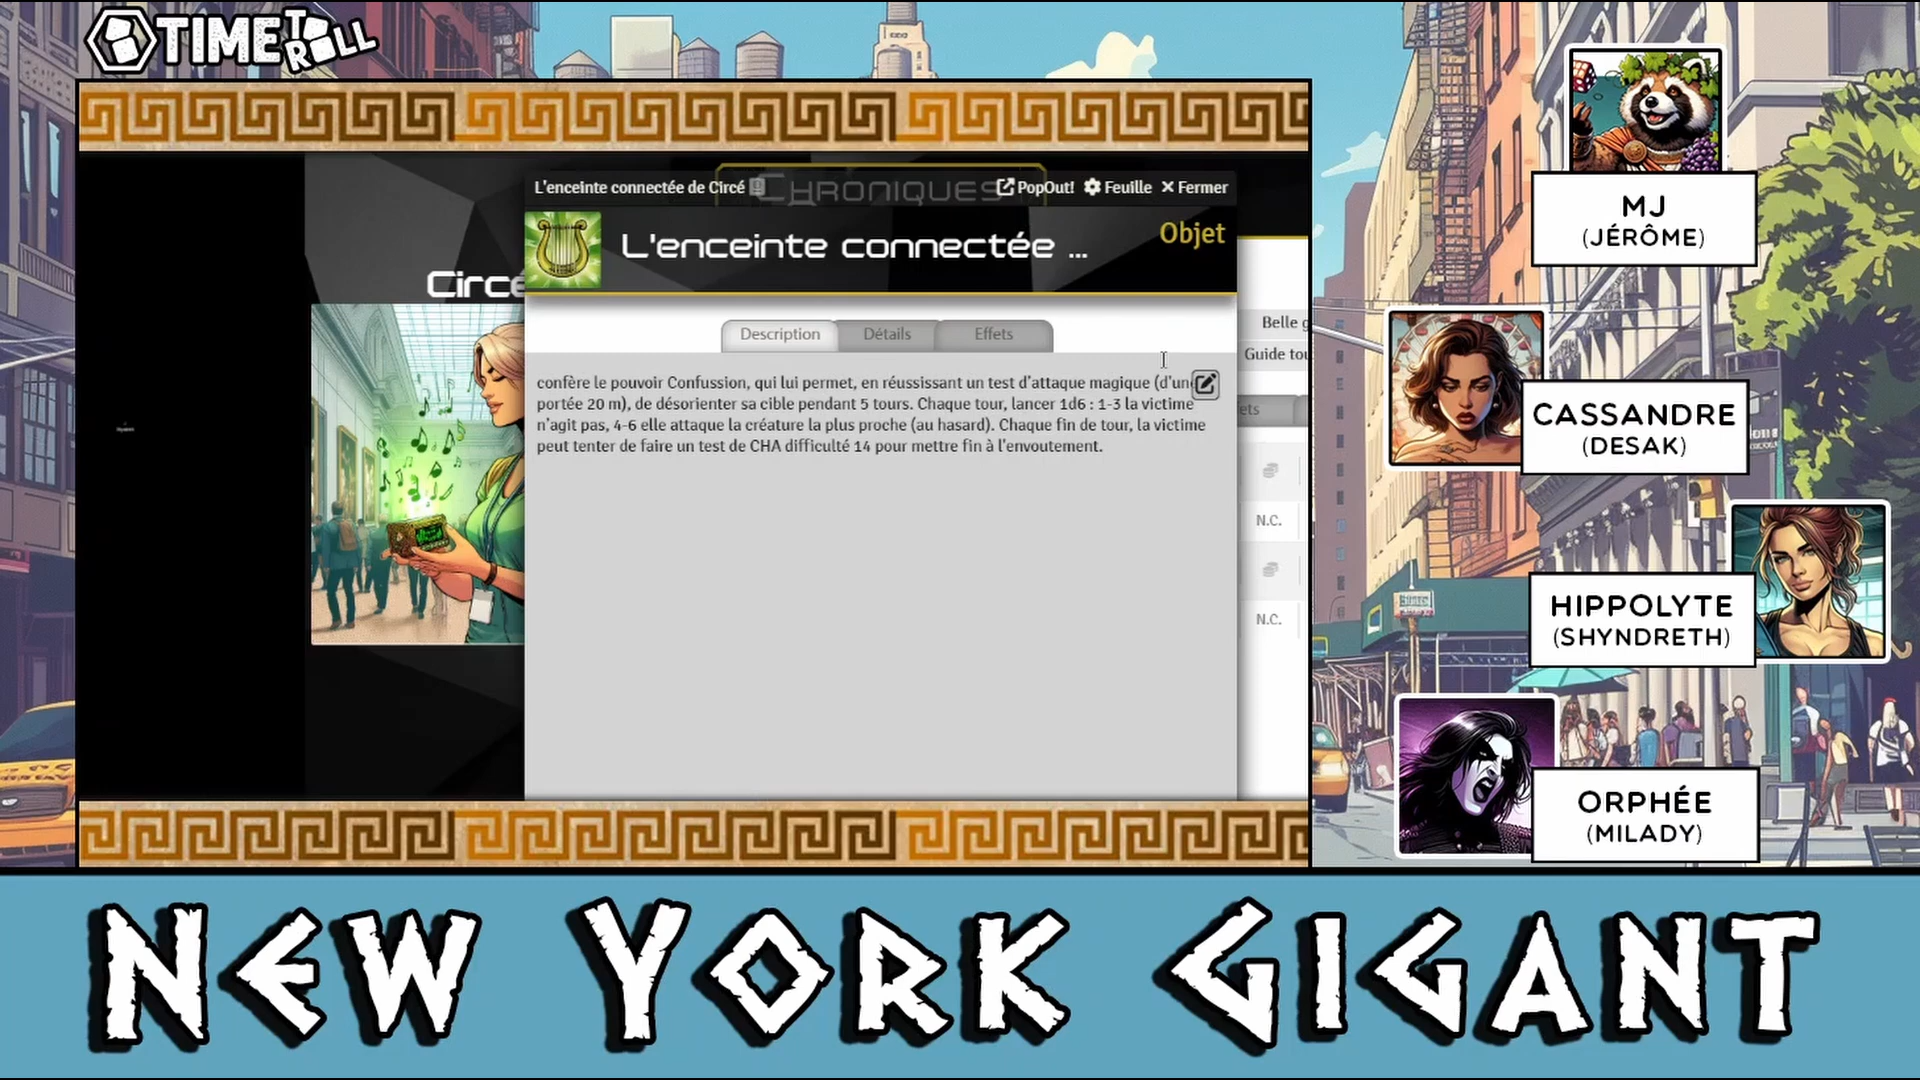 TIME TO ROLL
CHRONIQUES
L'enceinte connectée de Circé
PopOut!
Feuille
Fermer
L'enceinte connectée ...
Objet
Circé
Description
Détails
Effets
confère le pouvoir Confussion, qui lui permet, en réussissant un test d'attaque magique (d'une
portée 20 m), de désorienter sa cible pendant 5 tours. Chaque tour, lancer 1d6 : 1-3 la victime
n'agit pas, 4-6 elle attaque la créature la plus proche (au hasard). Chaque fin de tour, la victime
peut tenter de faire un test de CHA difficulté 14 pour mettre fin à l'envoutement.
Belle g
Guide tou
ets
N.C.
N.C.
MJ
(JÉRÔME)
CASSANDRE
(DESAK)
HIPPOLYTE
(SHYNDRETH)
ORPHÉE
(MILADY)
NEW YORK GIGANT